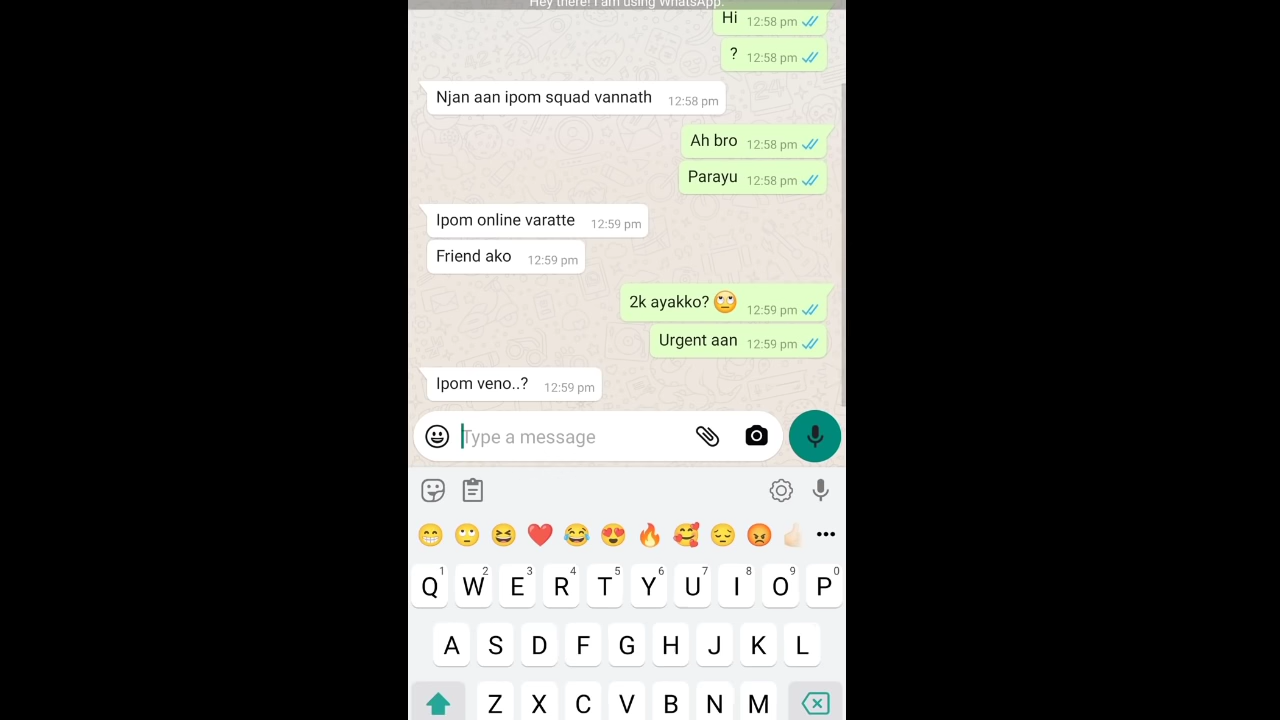 Hey there! I am using WhatsApp.
Hi 12:58 pm
? 12:58 pm
Njan aan ipom squad vannath 12:58 pm
Ah bro 12:58 pm
Parayu 12:58 pm
Ipom online varatte 12:59 pm
Friend ako 12:59 pm
2k ayakko? 🙄 12:59 pm
Urgent aan 12:59 pm
Ipom veno..? 12:59 pm
Type a message
1 2 3 4 5 6 7 8 9 0
Q W E R T Y U I O P
A S D F G H J K L
Z X C V B N M